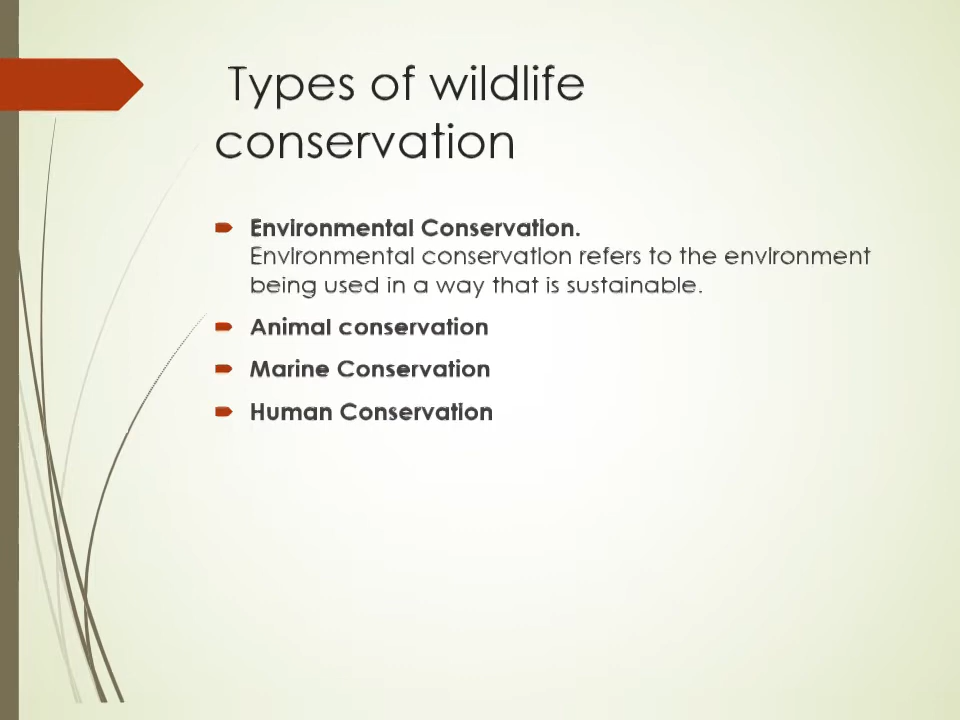 Types of wildlife
conservation
Environmental Conservation.
Environmental conservation refers to the environment
being used in a way that is sustainable.
Animal conservation
Marine Conservation
Human Conservation